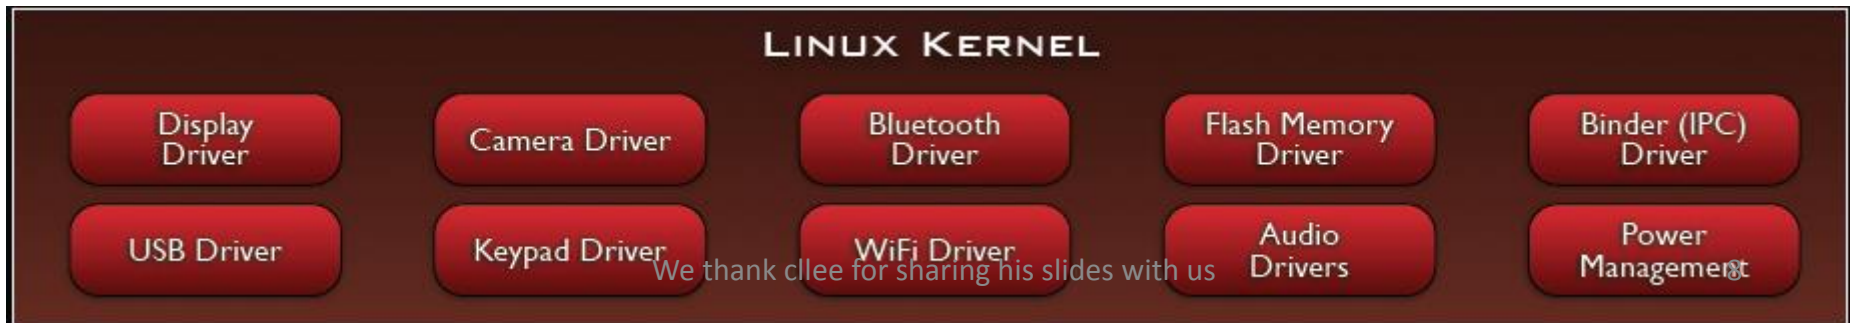 LINUX KERNEL
Display
Driver
Camera Driver
Bluetooth
Driver
Flash Memory
Driver
Binder (IPC)
Driver
USB Driver
Keypad Driver
WiFi Driver
Audio
Drivers
Power
Management
We thank cllee for sharing his slides with us
8